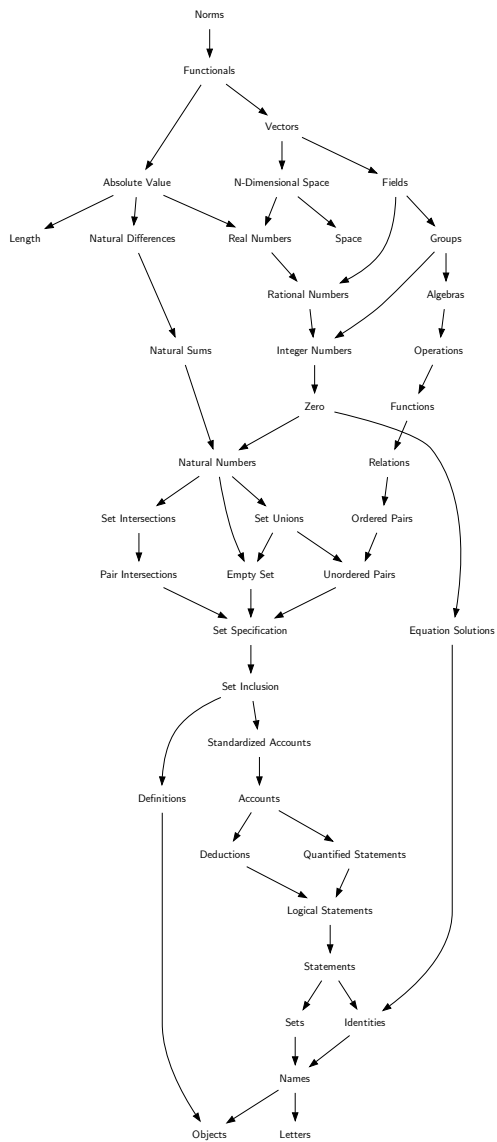 Norms
Functionals
Vectors
Absolute Value
N-Dimensional Space
Fields
Length
Natural Differences
Real Numbers
Space
Groups
Rational Numbers
Algebras
Natural Sums
Integer Numbers
Operations
Zero
Functions
Natural Numbers
Relations
Set Intersections
Set Unions
Ordered Pairs
Pair Intersections
Empty Set
Unordered Pairs
Set Specification
Equation Solutions
Set Inclusion
Standardized Accounts
Definitions
Accounts
Deductions
Quantified Statements
Logical Statements
Statements
Sets
Identities
Names
Objects
Letters